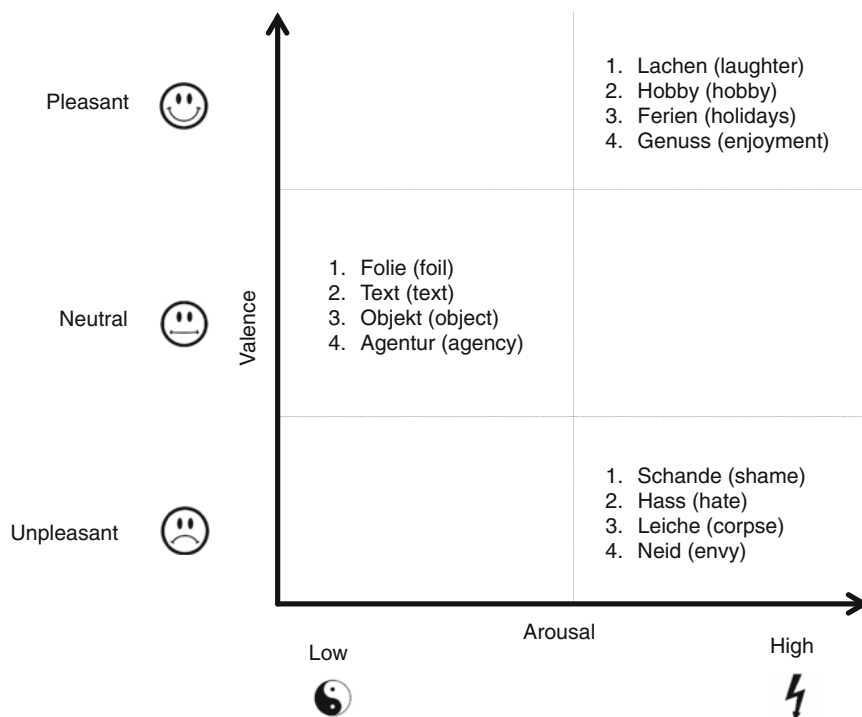 Pleasant
1. Lachen (laughter)
2. Hobby (hobby)
3. Ferien (holidays)
4. Genuss (enjoyment)
Neutral
Valence
1. Folie (foil)
2. Text (text)
3. Objekt (object)
4. Agentur (agency)
Unpleasant
1. Schande (shame)
2. Hass (hate)
3. Leiche (corpse)
4. Neid (envy)
Arousal
Low
High